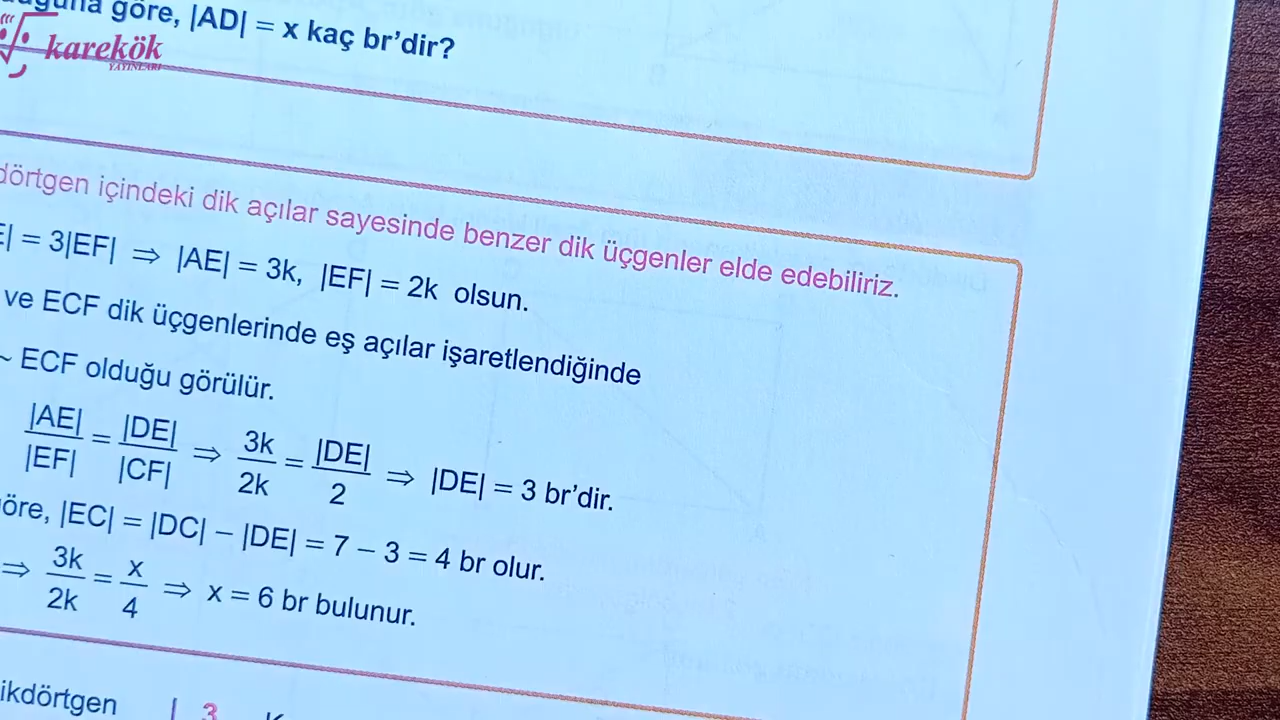 göre, |AD| = x kaç br'dir?
karekök
YAYINLARI
dörtgen içindeki dik açılar sayesinde benzer dik üçgenler elde edebiliriz.
E| = 3|EF| ⇒ |AE| = 3k, |EF| = 2k olsun.
ve ECF dik üçgenlerinde eş açılar işaretlendiğinde
~ ECF olduğu görülür.
|AE|/|EF| = |DE|/|CF| ⇒ 3k/2k = |DE|/2 ⇒ |DE| = 3 br'dir.
öre, |EC| = |DC| – |DE| = 7 – 3 = 4 br olur.
⇒ 3k/2k = x/4 ⇒ x = 6 br bulunur.
ikdörtgen
3